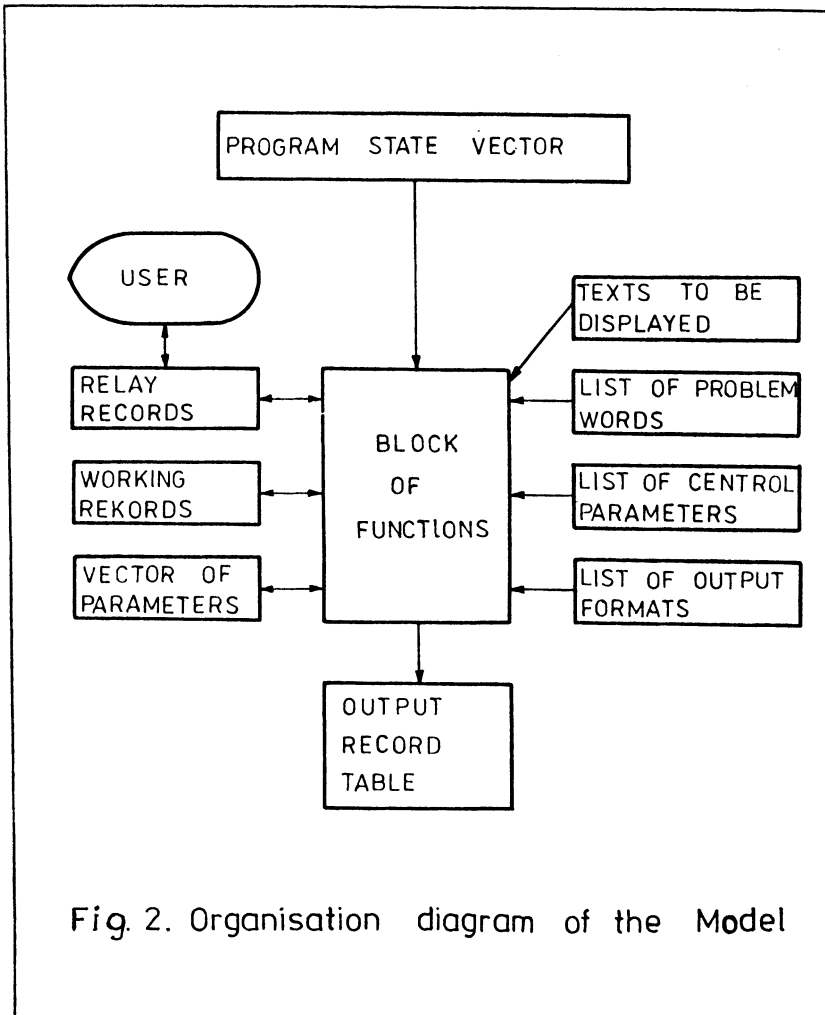 PROGRAM STATE VECTOR
USER
TEXTS TO BE
DISPLAYED
RELAY
RECORDS
LIST OF PROBLEM
WORDS
BLOCK
OF
FUNCTIONS
WORKING
REKORDS
LIST OF CENTRAL
PARAMETERS
VECTOR OF
PARAMETERS
LIST OF OUTPUT
FORMATS
OUTPUT
RECORD
TABLE
Fig. 2. Organisation diagram of the Model